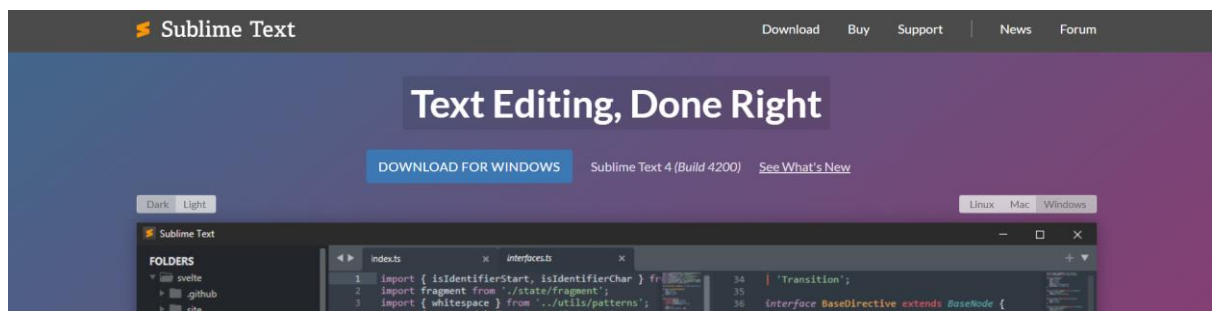 Sublime Text
Download Buy Support News Forum
Text Editing, Done Right
DOWNLOAD FOR WINDOWS Sublime Text 4 (Build 4200) See What's New
Dark Light
Linux Mac Windows
Sublime Text
FOLDERS
svelte
.github
site
index.ts interfaces.ts
1 import { isIdentifierStart, isIdentifierChar } fr
2 import fragment from './state/fragment';
3 import { whitespace } from '../utils/patterns';
34 | 'Transition';
35
36 interface BaseDirective extends BaseNode {